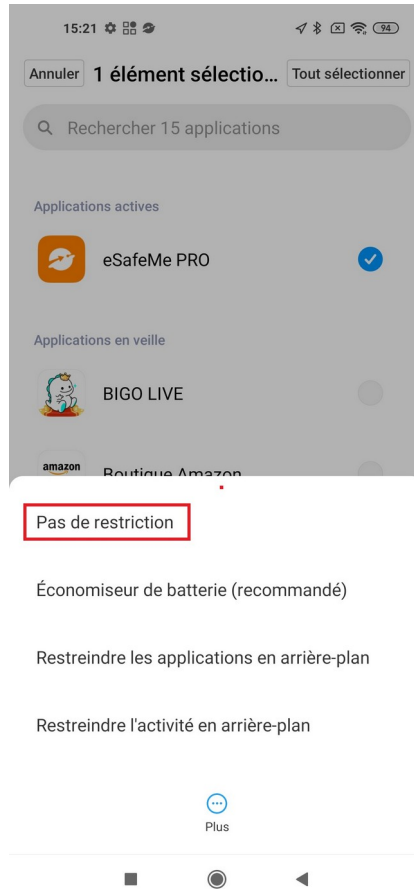 15:21
94
Annuler
1 élément sélectio...
Tout sélectionner
Rechercher 15 applications
Applications actives
eSafeMe PRO
Applications en veille
BIGO LIVE
amazon
Boutique Amazon
Pas de restriction
Économiseur de batterie (recommandé)
Restreindre les applications en arrière-plan
Restreindre l'activité en arrière-plan
Plus